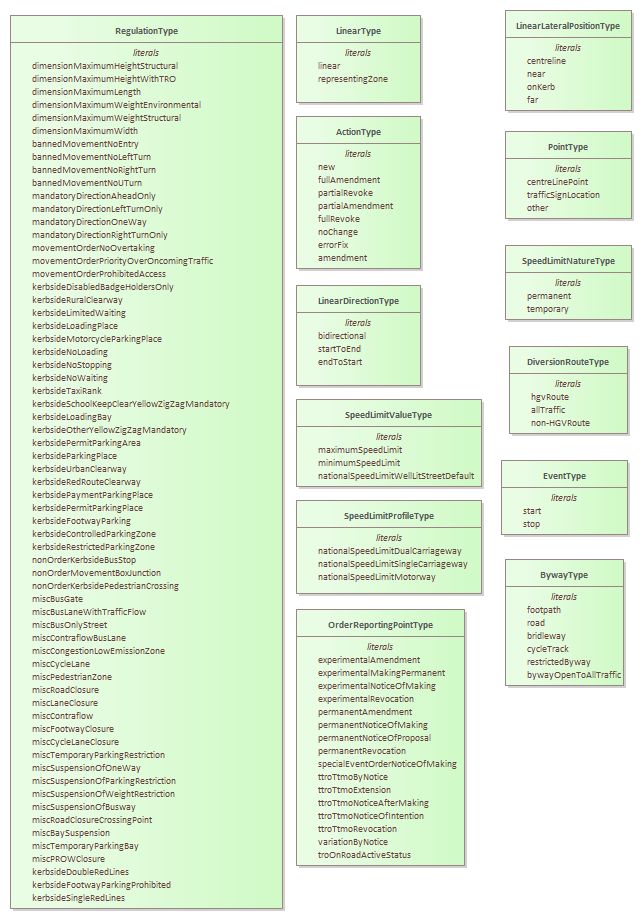 RegulationType
literals
dimensionMaximumHeightStructural
dimensionMaximumHeightWithTRO
dimensionMaximumLength
dimensionMaximumWeightEnvironmental
dimensionMaximumWeightStructural
dimensionMaximumWidth
bannedMovementNoEntry
bannedMovementNoLeftTurn
bannedMovementNoRightTurn
bannedMovementNoUTurn
mandatoryDirectionAheadOnly
mandatoryDirectionLeftTurnOnly
mandatoryDirectionOneWay
mandatoryDirectionRightTurnOnly
movementOrderNoOvertaking
movementOrderPriorityOverOncomingTraffic
movementOrderProhibitedAccess
kerbsideDisabledBadgeHoldersOnly
kerbsideRuralClearway
kerbsideLimitedWaiting
kerbsideLoadingPlace
kerbsideMotorcycleParkingPlace
kerbsideNoLoading
kerbsideNoStopping
kerbsideNoWaiting
kerbsideTaxiRank
kerbsideSchoolKeepClearYellowZigZagMandatory
kerbsideLoadingBay
kerbsideOtherYellowZigZagMandatory
kerbsidePermitParkingArea
kerbsideParkingPlace
kerbsideUrbanClearway
kerbsideRedRouteClearway
kerbsidePaymentParkingPlace
kerbsidePermitParkingPlace
kerbsideFootwayParking
kerbsideControlledParkingZone
kerbsideRestrictedParkingZone
nonOrderKerbsideBusStop
nonOrderMovementBoxJunction
nonOrderKerbsidePedestrianCrossing
miscBusGate
miscBusLaneWithTrafficFlow
miscBusOnlyStreet
miscContraflowBusLane
miscCongestionLowEmissionZone
miscCycleLane
miscPedestrianZone
miscRoadClosure
miscLaneClosure
miscContraflow
miscFootwayClosure
miscCycleLaneClosure
miscTemporaryParkingRestriction
miscSuspensionOfOneWay
miscSuspensionOfParkingRestriction
miscSuspensionOfWeightRestriction
miscSuspensionOfBusway
miscRoadClosureCrossingPoint
miscBaySuspension
miscTemporaryParkingBay
miscPROWClosure
kerbsideDoubleRedLines
kerbsideFootwayParkingProhibited
kerbsideSingleRedLines
LinearType
literals
linear
representingZone
ActionType
literals
new
fullAmendment
partialRevoke
partialAmendment
fullRevoke
noChange
errorFix
amendment
LinearDirectionType
literals
bidirectional
startToEnd
endToStart
SpeedLimitValueType
literals
maximumSpeedLimit
minimumSpeedLimit
nationalSpeedLimitWellLitStreetDefault
SpeedLimitProfileType
literals
nationalSpeedLimitDualCarriageway
nationalSpeedLimitSingleCarriageway
nationalSpeedLimitMotorway
OrderReportingPointType
literals
experimentalAmendment
experimentalMakingPermanent
experimentalNoticeOfMaking
experimentalRevocation
permanentAmendment
permanentNoticeOfMaking
permanentNoticeOfProposal
permanentRevocation
specialEventOrderNoticeOfMaking
ttroTtmoByNotice
ttroTtmoExtension
ttroTtmoNoticeAfterMaking
ttroTtmoNoticeOfIntention
ttroTtmoRevocation
variationByNotice
troOnRoadActiveStatus
LinearLateralPositionType
literals
centreline
near
onKerb
far
PointType
literals
centreLinePoint
trafficSignLocation
other
SpeedLimitNatureType
literals
permanent
temporary
DiversionRouteType
literals
hgvRoute
allTraffic
non-HGVRoute
EventType
literals
start
stop
BywayType
literals
footpath
road
bridleway
cycleTrack
restrictedByway
bywayOpenToAllTraffic